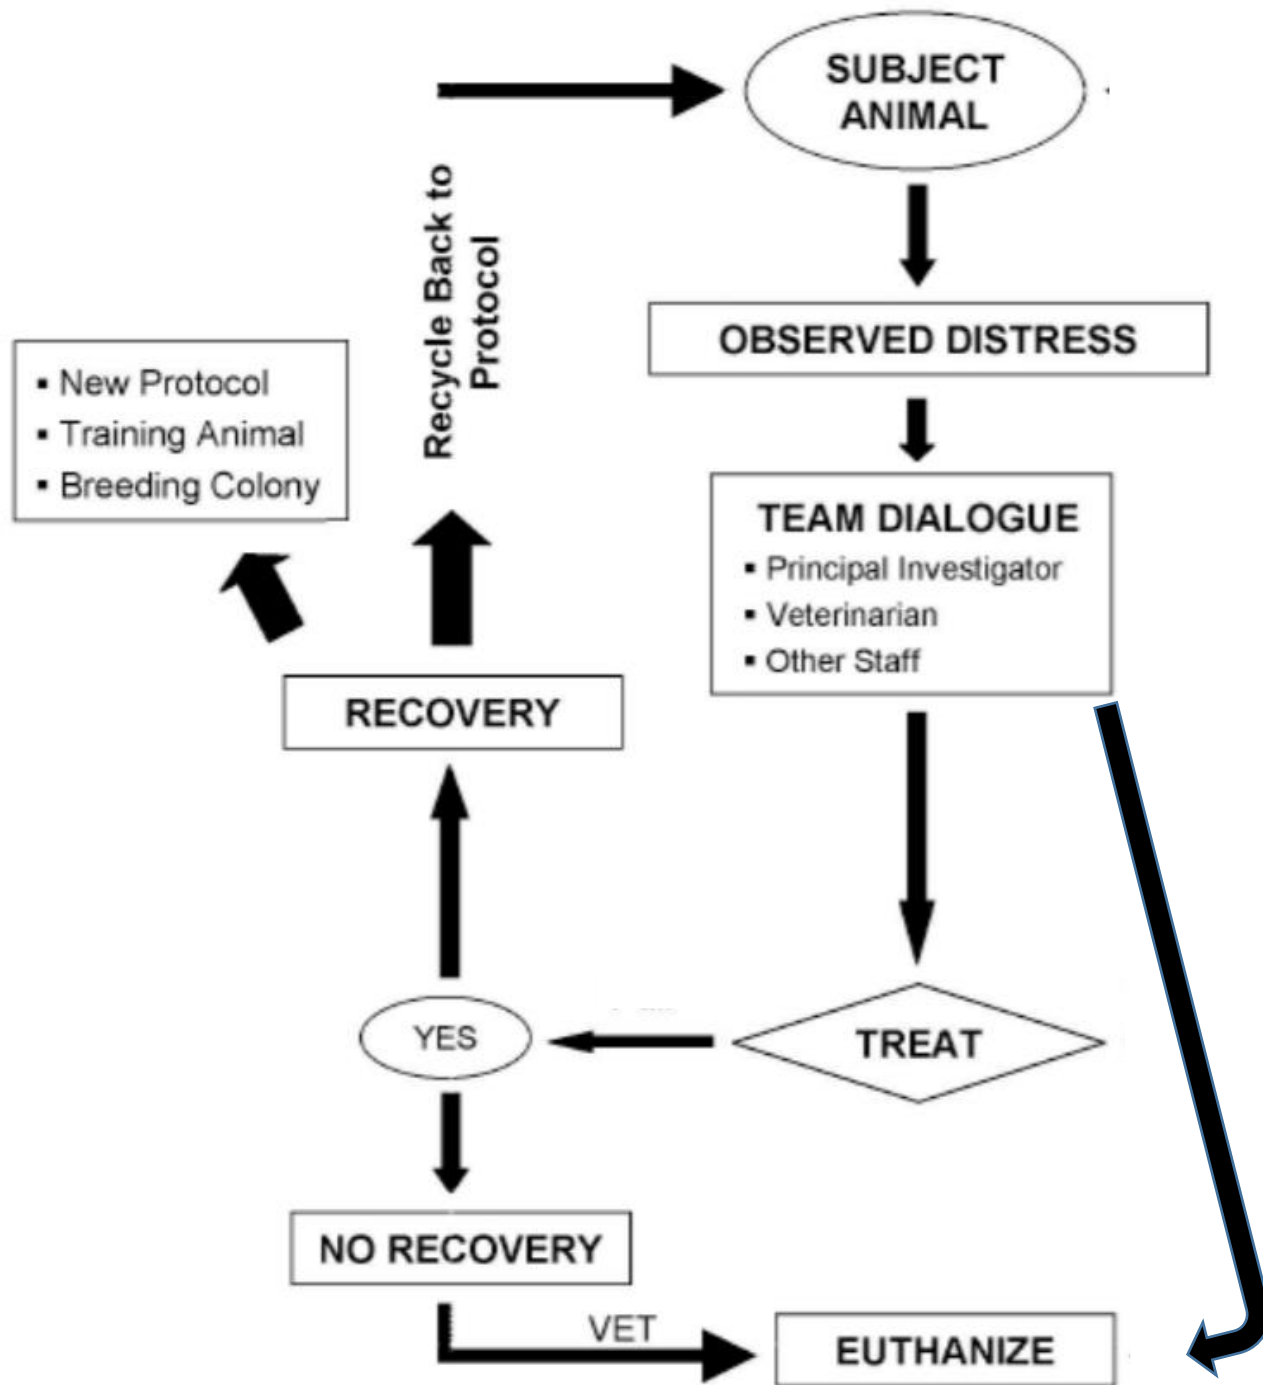 SUBJECT
ANIMAL
OBSERVED DISTRESS
TEAM DIALOGUE
▪ Principal Investigator
▪ Veterinarian
▪ Other Staff
TREAT
YES
RECOVERY
Recycle Back to
Protocol
▪ New Protocol
▪ Training Animal
▪ Breeding Colony
NO RECOVERY
VET
EUTHANIZE